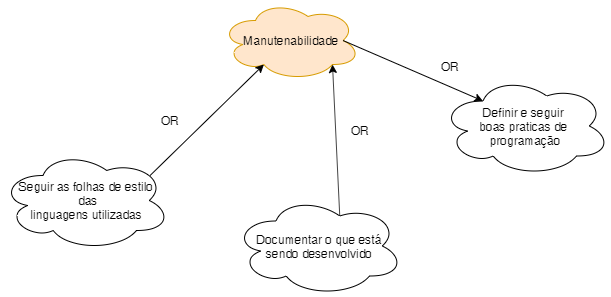 Manutenabilidade
OR
Definir e seguir
boas praticas de
programação
OR
OR
Seguir as folhas de estilo
das
linguagens utilizadas
Documentar o que está
sendo desenvolvido